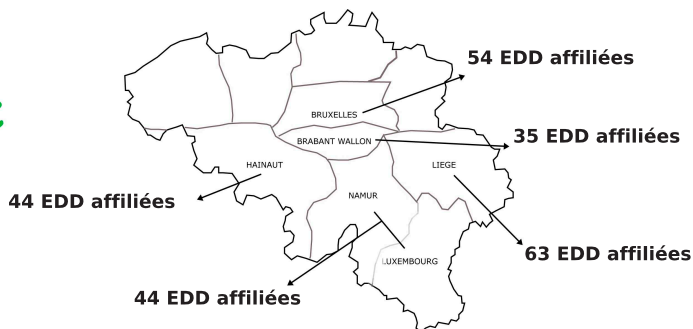 54 EDD affiliées
BRUXELLES
35 EDD affiliées
BRABANT WALLON
HAINAUT
LIEGE
44 EDD affiliées
NAMUR
63 EDD affiliées
LUXEMBOURG
44 EDD affiliées